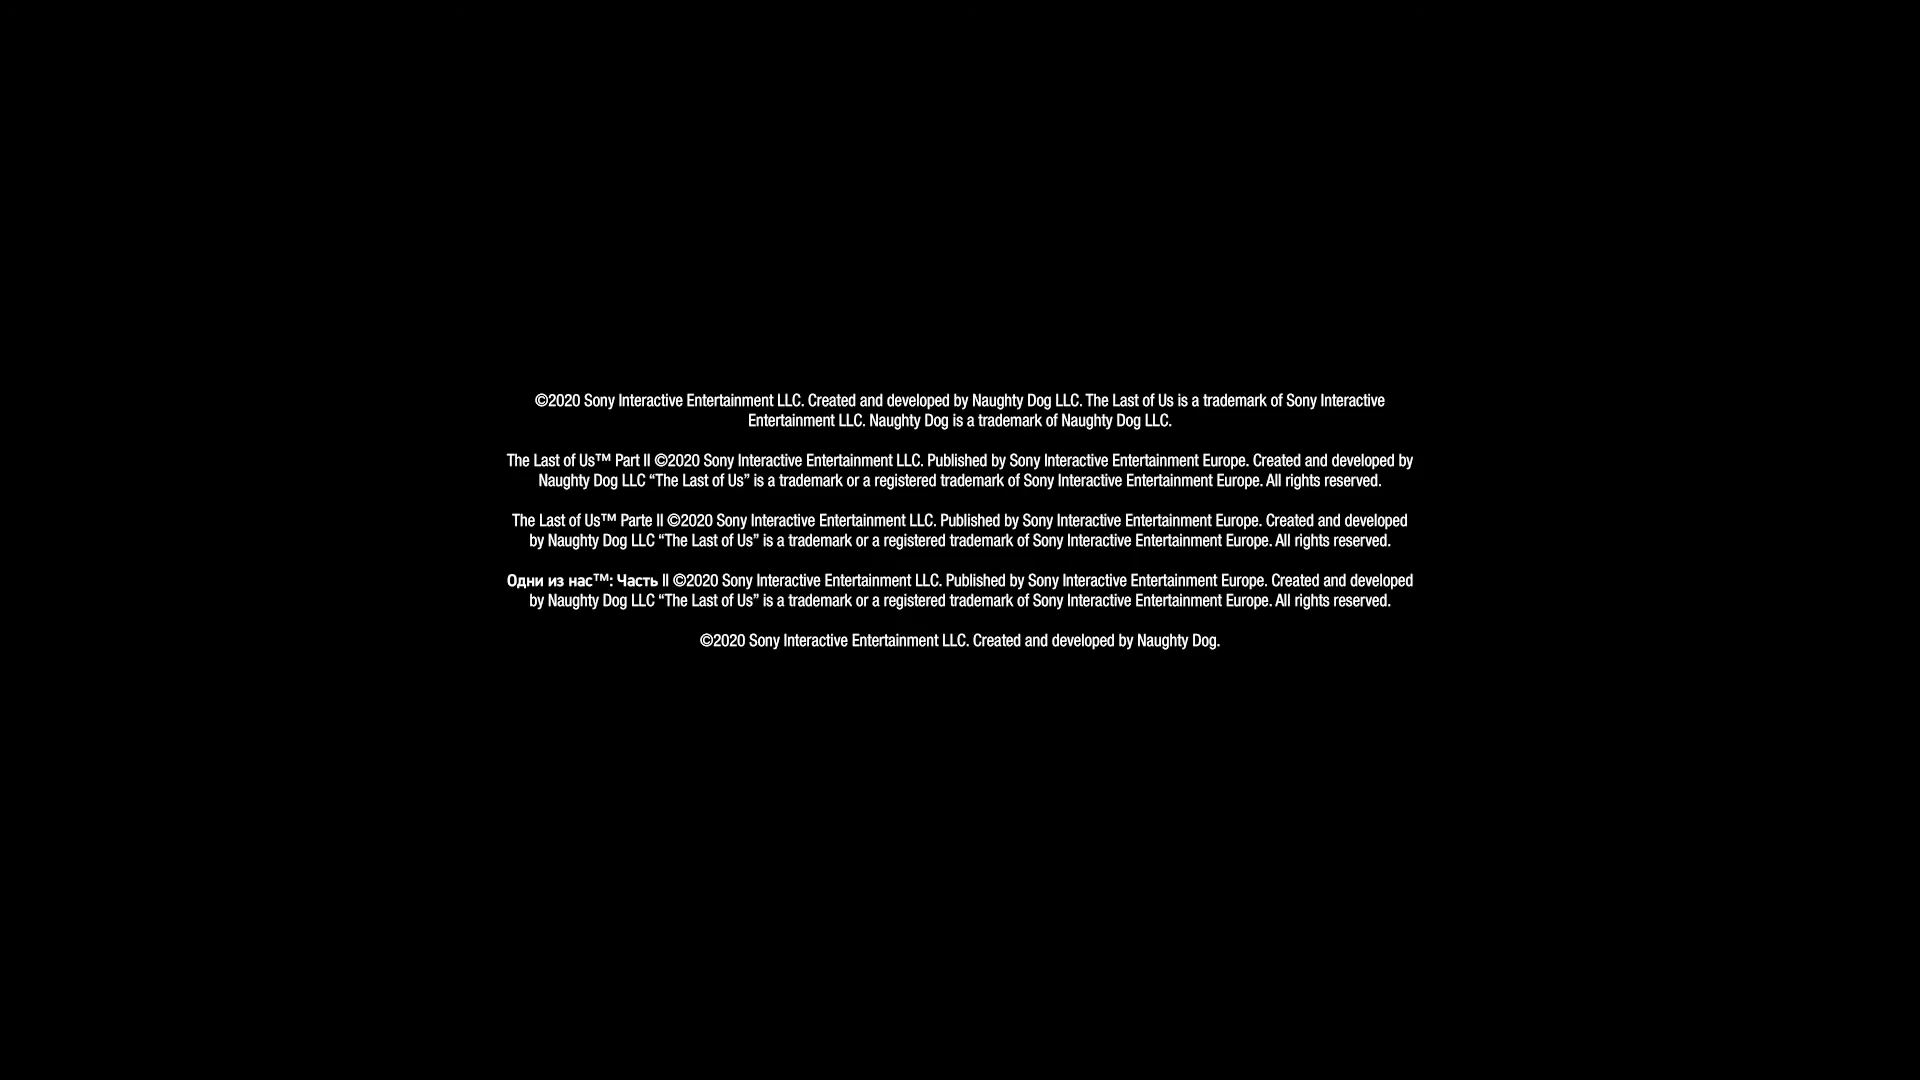 ©2020 Sony Interactive Entertainment LLC. Created and developed by Naughty Dog LLC. The Last of Us is a trademark of Sony Interactive
Entertainment LLC. Naughty Dog is a trademark of Naughty Dog LLC.
The Last of Us™ Part II ©2020 Sony Interactive Entertainment LLC. Published by Sony Interactive Entertainment Europe. Created and developed by
Naughty Dog LLC “The Last of Us” is a trademark or a registered trademark of Sony Interactive Entertainment Europe. All rights reserved.
The Last of Us™ Parte II ©2020 Sony Interactive Entertainment LLC. Published by Sony Interactive Entertainment Europe. Created and developed
by Naughty Dog LLC “The Last of Us” is a trademark or a registered trademark of Sony Interactive Entertainment Europe. All rights reserved.
Одни из нас™: Часть II ©2020 Sony Interactive Entertainment LLC. Published by Sony Interactive Entertainment Europe. Created and developed
by Naughty Dog LLC “The Last of Us” is a trademark or a registered trademark of Sony Interactive Entertainment Europe. All rights reserved.
©2020 Sony Interactive Entertainment LLC. Created and developed by Naughty Dog.